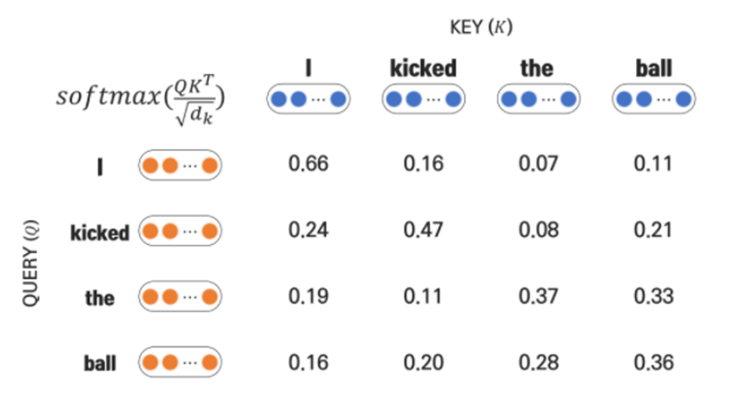 KEY (K)
I kicked the ball
softmax(QKᵀ/√dₖ)
I 0.66 0.16 0.07 0.11
kicked 0.24 0.47 0.08 0.21
QUERY (Q)
the 0.19 0.11 0.37 0.33
ball 0.16 0.20 0.28 0.36